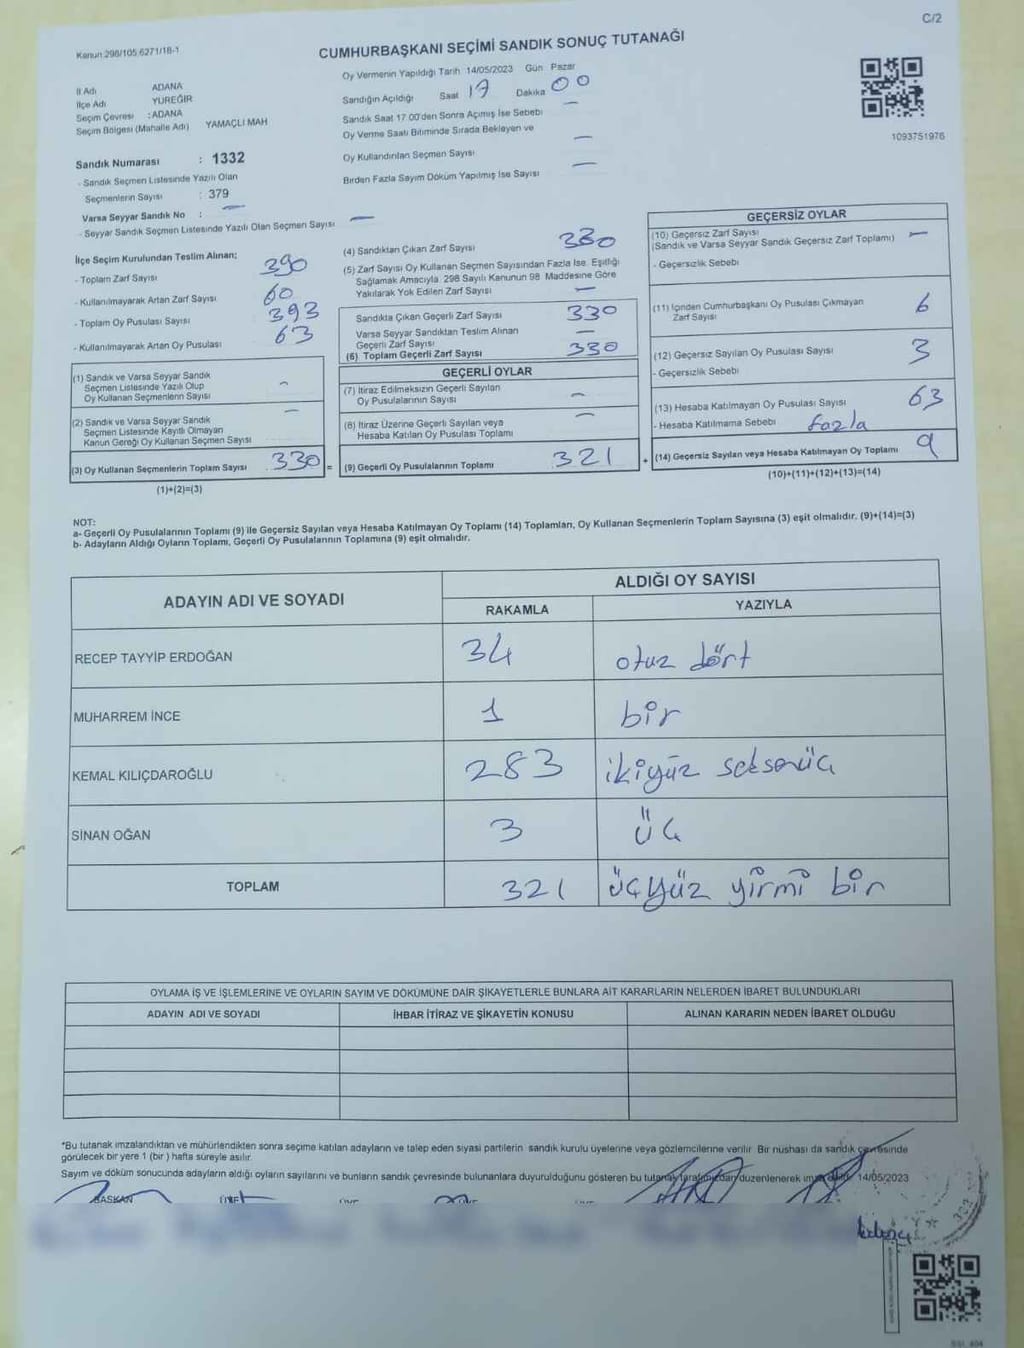 C/2
Kanun 298/105 6271/18-1
CUMHURBAŞKANI SEÇİMİ SANDIK SONUÇ TUTANAĞI
Oy Vermenin Yapıldığı Tarih 14/05/2023 Gün Pazar
İl Adı ADANA
İlçe Adı YÜREĞİR
Seçim Çevresi :ADANA
Seçim Bölgesi (Mahalle Adı) YAMAÇLI MAH
Sandığın Açıldığı Saat 17 Dakika 00
Sandık Saat 17.00'den Sonra Açılmış İse Sebebi —
Oy Verme Saati Bitiminde Sırada Bekleyen ve
Oy Kullandırılan Seçmen Sayısı —
Birden Fazla Sayım Döküm Yapılmış İse Sayısı —
1093751976
Sandık Numarası : 1332
- Sandık Seçmen Listesinde Yazılı Olan
Seçmenlerin Sayısı : 379
Varsa Seyyar Sandık No : —
- Seyyar Sandık Seçmen Listesinde Yazılı Olan Seçmen Sayısı —
İlçe Seçim Kurulundan Teslim Alınan;
- Toplam Zarf Sayısı 390
- Kullanılmayarak Artan Zarf Sayısı 60
- Toplam Oy Pusulası Sayısı 393
- Kullanılmayarak Artan Oy Pusulası 63
(1) Sandık ve Varsa Seyyar Sandık
Seçmen Listesinde Yazılı Olup
Oy Kullanan Seçmenlerin Sayısı —
(2) Sandık ve Varsa Seyyar Sandık
Seçmen Listesinde Kayıtlı Olmayan
Kanun Gereği Oy Kullanan Seçmen Sayısı —
(3) Oy Kullanan Seçmenlerin Toplam Sayısı 330 =
(1)+(2)=(3)
(4) Sandıktan Çıkan Zarf Sayısı 330
(5) Zarf Sayısı Oy Kullanan Seçmen Sayısından Fazla İse, Eşitliği
Sağlamak Amacıyla, 298 Sayılı Kanunun 98. Maddesine Göre
Yakılarak Yok Edilen Zarf Sayısı —
Sandıkta Çıkan Geçerli Zarf Sayısı 330
Varsa Seyyar Sandıktan Teslim Alınan
Geçerli Zarf Sayısı —
(6) Toplam Geçerli Zarf Sayısı 330
GEÇERLİ OYLAR
(7) İtiraz Edilmeksizin Geçerli Sayılan
Oy Pusulalarının Sayısı —
(8) İtiraz Üzerine Geçerli Sayılan veya
Hesaba Katılan Oy Pusulası Toplamı —
(9) Geçerli Oy Pusulalarının Toplamı 321 +
GEÇERSİZ OYLAR
(10) Geçersiz Zarf Sayısı —
(Sandık ve Varsa Seyyar Sandık Geçersiz Zarf Toplamı)
- Geçersizlik Sebebi
(11) İçinden Cumhurbaşkanı Oy Pusulası Çıkmayan
Zarf Sayısı 6
(12) Geçersiz Sayılan Oy Pusulası Sayısı 3
- Geçersizlik Sebebi
(13) Hesaba Katılmayan Oy Pusulası Sayısı 63
- Hesaba Katılmama Sebebi fazla
(14) Geçersiz Sayılan veya Hesaba Katılmayan Oy Toplamı 9
(10)+(11)+(12)+(13)=(14)
NOT:
a- Geçerli Oy Pusulalarının Toplamı (9) ile Geçersiz Sayılan veya Hesaba Katılmayan Oy Toplamı (14) Toplamları, Oy Kullanan Seçmenlerin Toplam Sayısına (3) eşit olmalıdır. (9)+(14)=(3)
b- Adayların Aldığı Oyların Toplamı, Geçerli Oy Pusulalarının Toplamına (9) eşit olmalıdır.
ADAYIN ADI VE SOYADI ALDIĞI OY SAYISI
RAKAMLA YAZIYLA
RECEP TAYYİP ERDOĞAN 34 otuz dört
MUHARREM İNCE 1 bir
KEMAL KILIÇDAROĞLU 283 ikiyüz seksenüç
SİNAN OĞAN 3 üç
TOPLAM 321 üçyüz yirmi bir
OYLAMA İŞ VE İŞLEMLERİNE VE OYLARIN SAYIM VE DÖKÜMÜNE DAİR ŞİKAYETLERLE BUNLARA AİT KARARLARIN NELERDEN İBARET BULUNDUKLARI
ADAYIN ADI VE SOYADI İHBAR İTİRAZ VE ŞİKAYETİN KONUSU ALINAN KARARIN NEDEN İBARET OLDUĞU
*Bu tutanak imzalandıktan ve mühürlendikten sonra seçime katılan adayların ve talep eden siyasi partilerin sandık kurulu üyelerine veya gözlemcilerine verilir. Bir nüshası da sandık çevresinde
görülecek bir yere 1 (bir) hafta süreyle asılır.
Sayım ve döküm sonucunda adayların aldığı oyların sayılarını ve bunların sandık çevresinde bulunanlara duyurulduğunu gösteren bu tutanak tarafımızdan düzenlenerek 14/05/2023
BAŞKAN